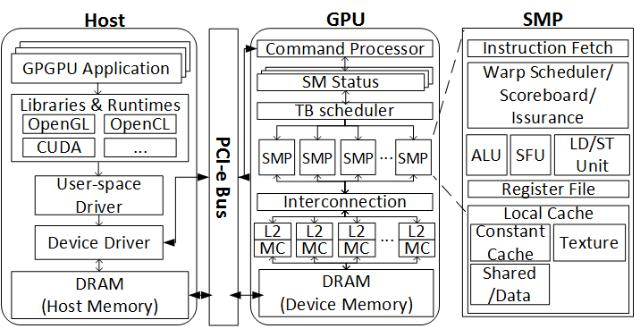 Host
GPGPU Application
Libraries & Runtimes
OpenGL OpenCL
CUDA ...
User-space
Driver
Device Driver
DRAM
(Host Memory)
PCI-e Bus
GPU
Command Processor
SM Status
TB scheduler
SMP SMP SMP ... SMP
Interconnection
L2 L2 L2 ... L2
MC MC MC MC
DRAM
(Device Memory)
SMP
Instruction Fetch
Warp Scheduler/
Scoreboard/
Issurance
ALU SFU LD/ST
Unit
Register File
Local Cache
Constant
Cache
Texture
Shared
/Data